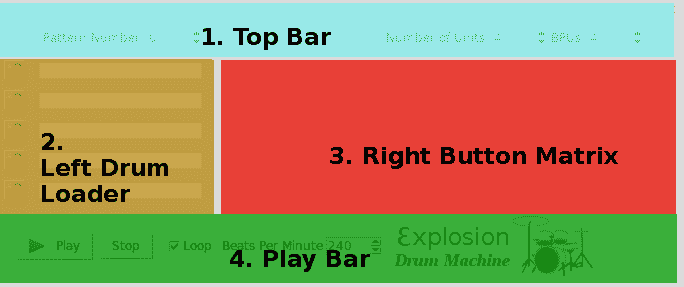 Pattern Number
1. Top Bar
Number of Units 4
BPUs 4
2.
Left Drum
Loader
3. Right Button Matrix
Play
Stop
Loop
Beats Per Minute 240
Explosion
Drum Machine
4. Play Bar